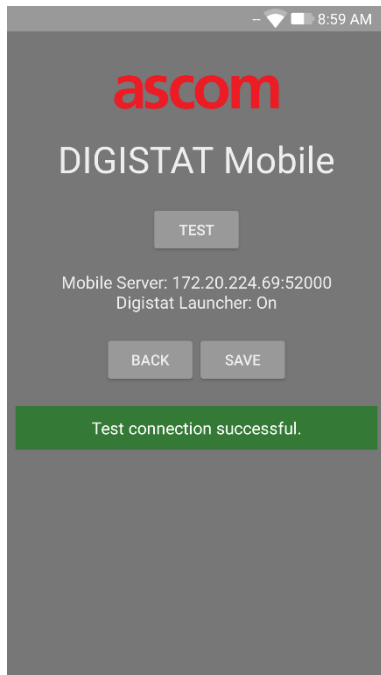 8:59 AM
ascom
DIGISTAT Mobile
TEST
Mobile Server: 172.20.224.69:52000
Digistat Launcher: On
BACK SAVE
Test connection successful.